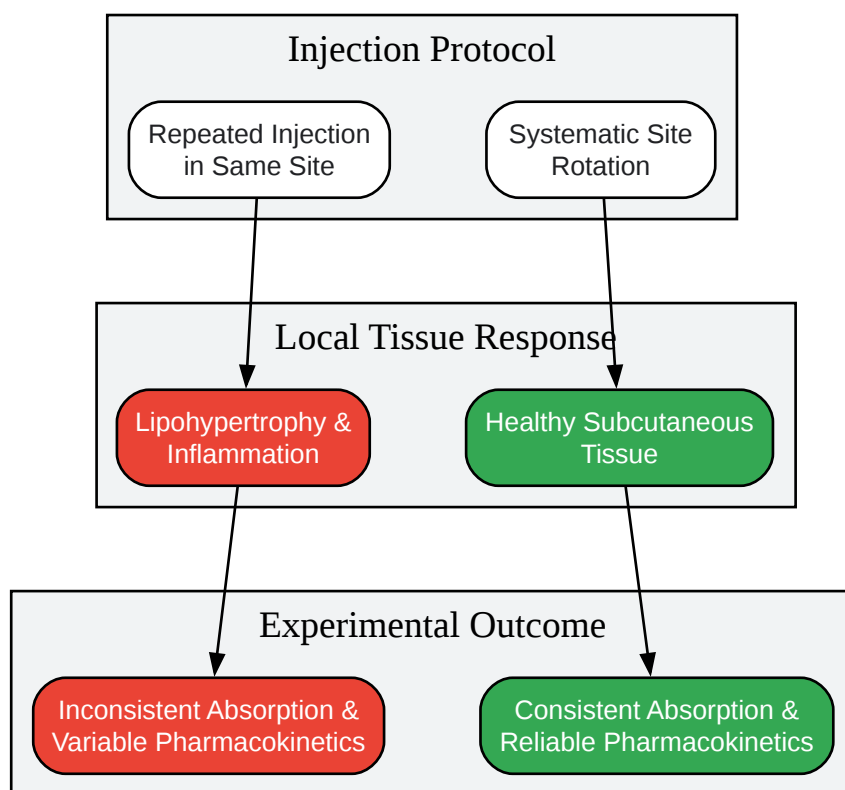 Injection Protocol
Repeated Injection
in Same Site
Systematic Site
Rotation
Local Tissue Response
Lipohypertrophy &
Inflammation
Healthy Subcutaneous
Tissue
Experimental Outcome
Inconsistent Absorption &
Variable Pharmacokinetics
Consistent Absorption &
Reliable Pharmacokinetics